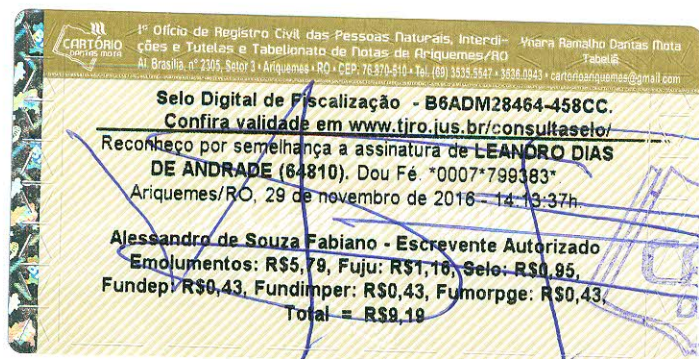 CARTÓRIO
DANTAS MOTA
1º Ofício de Registro Civil das Pessoas Naturais, Interdi-
ções e Tutelas e Tabelionato de Notas de Ariquemes/RO
Ynara Ramalho Dantas Mota
Tabeliã
Al. Brasília, nº 2305, Setor 3 • Ariquemes • RO • CEP. 76.870-510 • Tel. (69) 3535.5547 • 3536.0943 • cartorioariquemes@gmail.com
Selo Digital de Fiscalização - B6ADM28464-458CC.
Confira validade em www.tjro.jus.br/consultaselo/
Reconheço por semelhança a assinatura de LEANDRO DIAS
DE ANDRADE (64810). Dou Fé. *0007*799383*.
Ariquemes/RO, 29 de novembro de 2016 - 14:13:37h.
Alessandro de Souza Fabiano - Escrevente Autorizado
Emolumentos: R$5,79, Fuju: R$1,16, Selo: R$0,95,
Fundep: R$0,43, Fundimper: R$0,43, Fumorpge: R$0,43,
Total = R$9,19